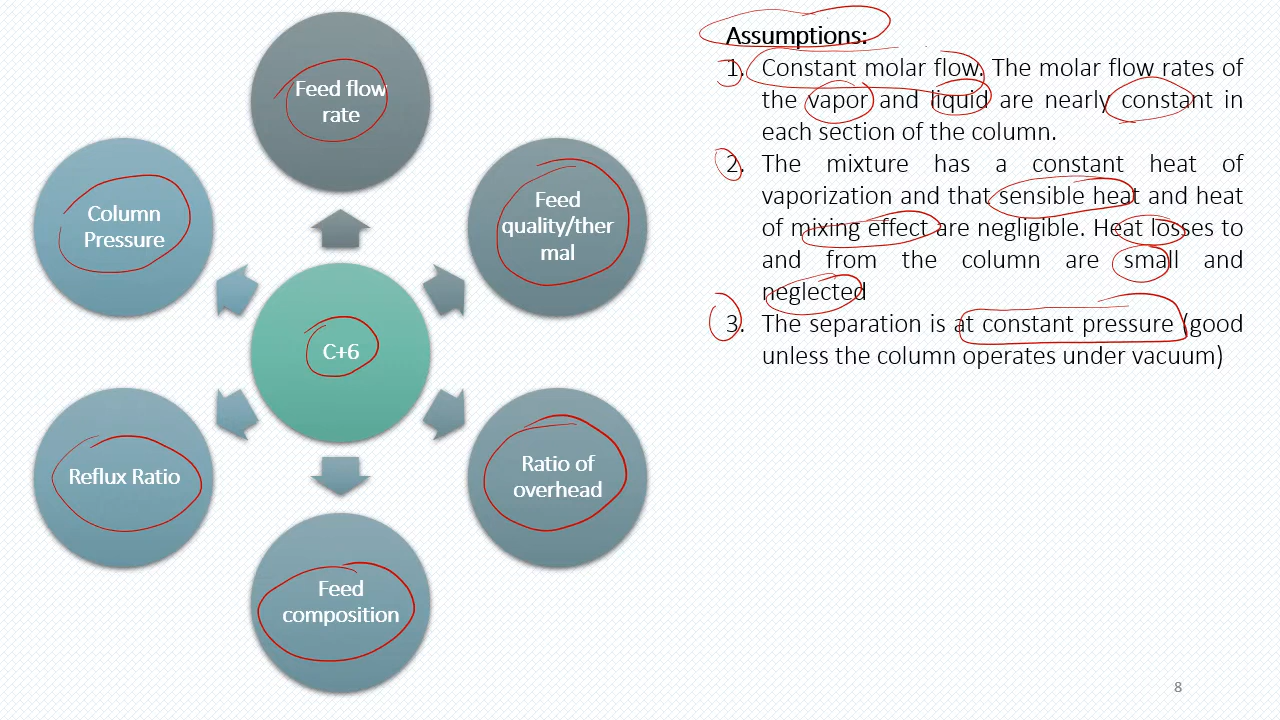 Feed flow
rate
Feed
quality/ther
mal
Ratio of
overhead
Feed
composition
Reflux Ratio
Column
Pressure
C+6
Assumptions:
1. Constant molar flow. The molar flow rates of
the vapor and liquid are nearly constant in
each section of the column.
2. The mixture has a constant heat of
vaporization and that sensible heat and heat
of mixing effect are negligible. Heat losses to
and from the column are small and
neglected
3. The separation is at constant pressure (good
unless the column operates under vacuum)
8